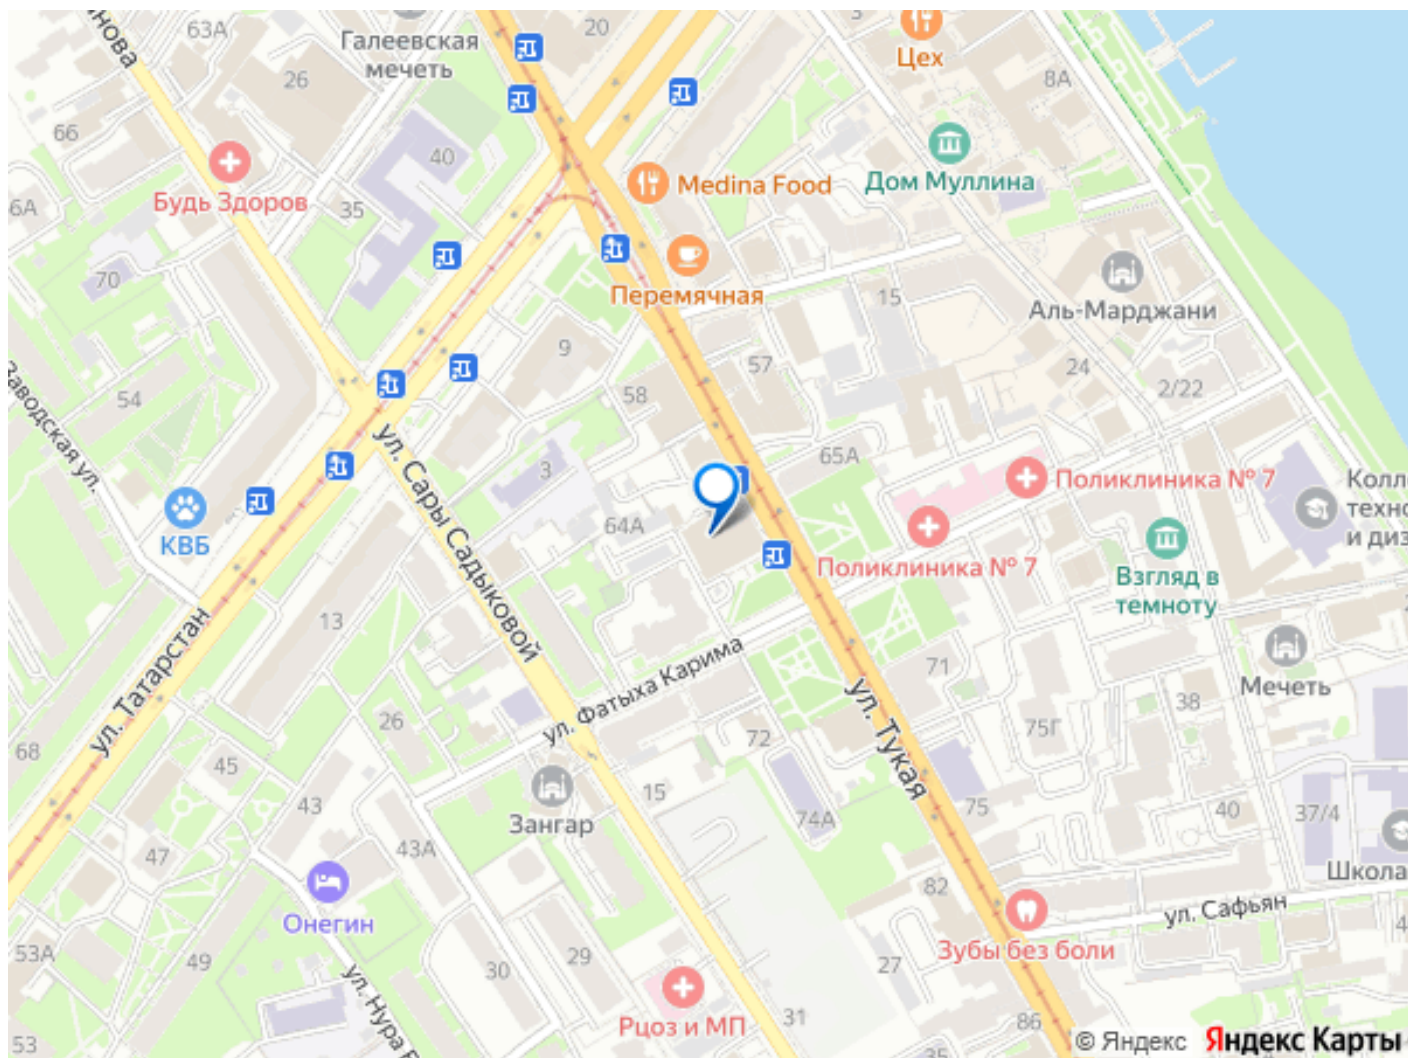 63А
20
Галеевская
мечеть
26
Цех
8А
66
40
Будь Здоров
Medina Food
Дом Муллина
6А
35
70
Перемячная
15
Аль-Марджани
9
57
24
2/22
54
58
Заводская ул.
65А
3
Поликлиника № 7
КВБ
64А
Поликлиника № 7
Взгляд в
темноту
ул. Сары Садыковой
13
ул. Татарстан
ул. Фатыха Карима
71
Мечеть
38
ул. Тукая
26
68
45
72
75Г
43
Зангар
15
74А
75
40
37/4
47
43А
Школа
82
Онегин
ул. Сафьян
53А
49
30
29
27
Зубы без боли
Рцоз и МП
31
86
53
35
© Яндекс
Яндекс Карты